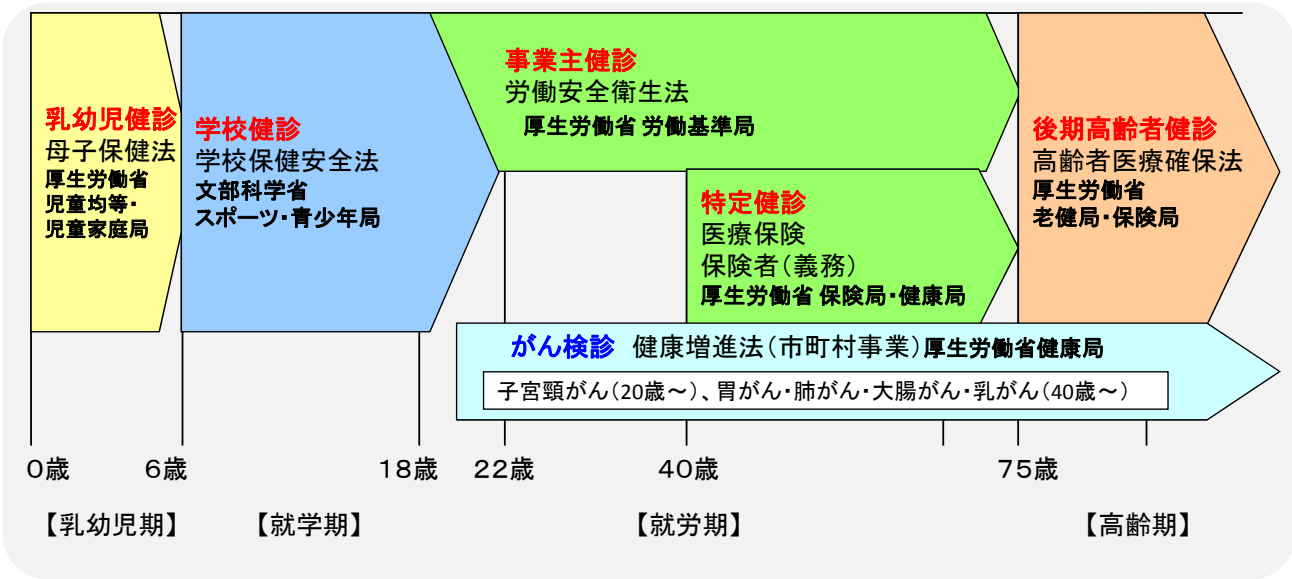 乳幼児健診
母子保健法
厚生労働省
児童均等・
児童家庭局
学校健診
学校保健安全法
文部科学省
スポーツ・青少年局
事業主健診
労働安全衛生法
厚生労働省 労働基準局
特定健診
医療保険
保険者（義務）
厚生労働省 保険局・健康局
後期高齢者健診
高齢者医療確保法
厚生労働省
老健局・保険局
がん検診 健康増進法（市町村事業）厚生労働省健康局
子宮頸がん（20歳～）、胃がん・肺がん・大腸がん・乳がん（40歳～）
０歳 ６歳 １８歳 ２２歳 ４０歳 ７５歳
【乳幼児期】 【就学期】 【就労期】 【高齢期】